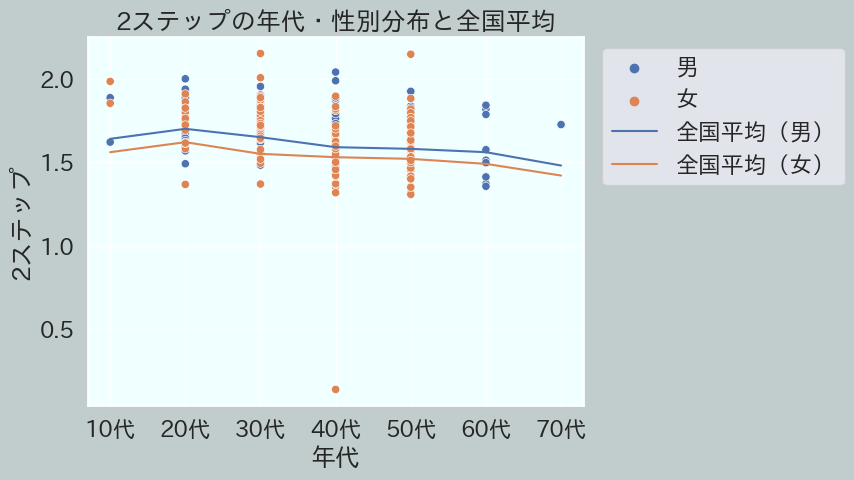 2ステップの年代・性別分布と全国平均
2ステップ
2.0
1.5
1.0
0.5
10代 20代 30代 40代 50代 60代 70代
年代
男
女
全国平均（男）
全国平均（女）